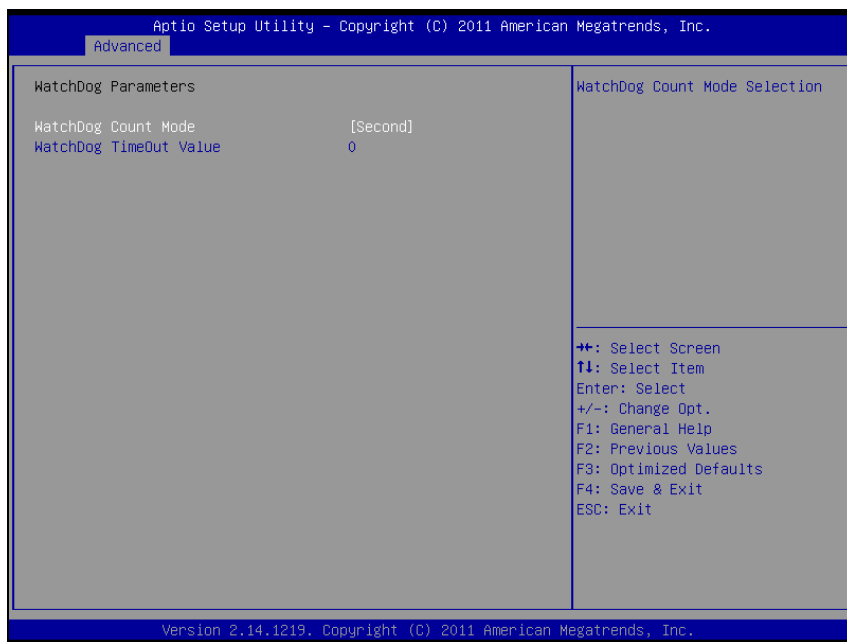 Aptio Setup Utility – Copyright (C) 2011 American Megatrends, Inc.
Advanced
WatchDog Parameters
WatchDog Count Mode [Second]
WatchDog TimeOut Value 0
WatchDog Count Mode Selection
→←: Select Screen
↑↓: Select Item
Enter: Select
+/-: Change Opt.
F1: General Help
F2: Previous Values
F3: Optimized Defaults
F4: Save & Exit
ESC: Exit
Version 2.14.1219. Copyright (C) 2011 American Megatrends, Inc.